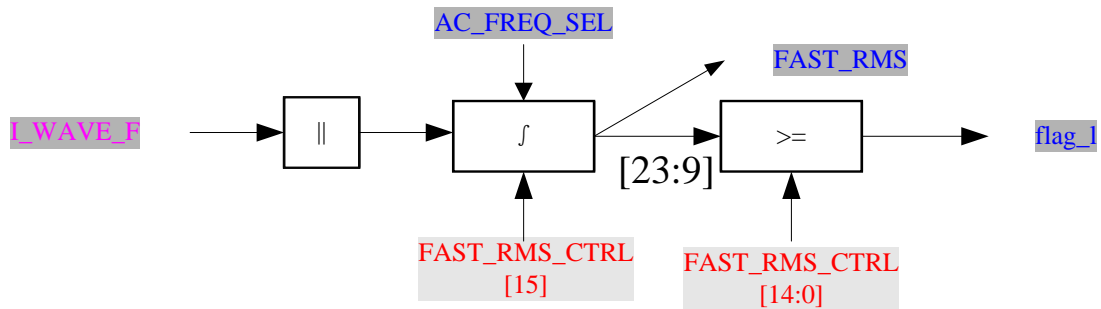 AC_FREQ_SEL
FAST_RMS
I_WAVE_F
||
∫
>=
flag_1
[23:9]
FAST_RMS_CTRL
[15]
FAST_RMS_CTRL
[14:0]